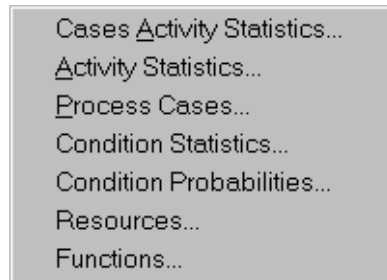 Cases Activity Statistics...
Activity Statistics...
Process Cases...
Condition Statistics...
Condition Probabilities...
Resources...
Functions...